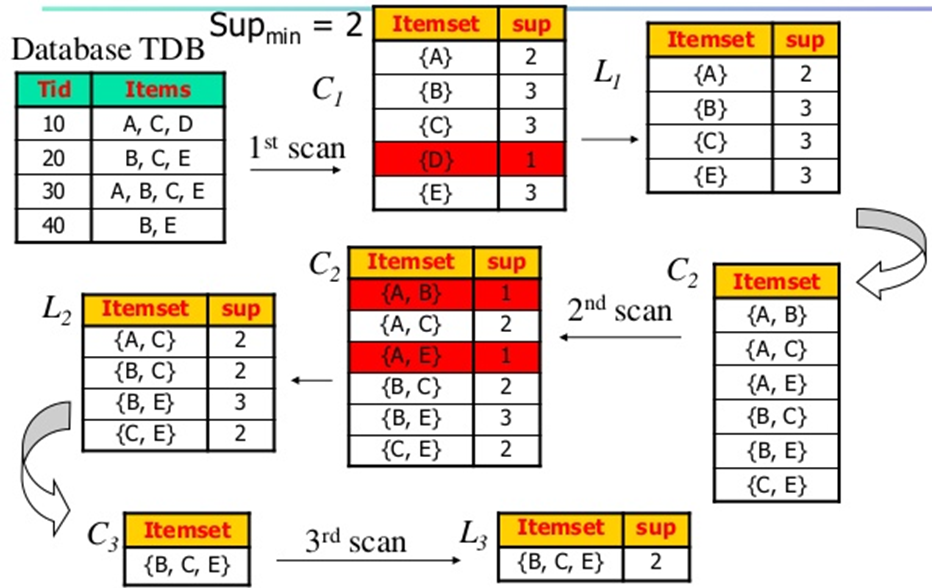 Database TDB
Sup min = 2
Tid Items
10 A, C, D
20 B, C, E
30 A, B, C, E
40 B, E
1st scan
C1
Itemset sup
{A} 2
{B} 3
{C} 3
{D} 1
{E} 3
L1
Itemset sup
{A} 2
{B} 3
{C} 3
{E} 3
C2
Itemset
{A, B}
{A, C}
{A, E}
{B, C}
{B, E}
{C, E}
2nd scan
C2
Itemset sup
{A, B} 1
{A, C} 2
{A, E} 1
{B, C} 2
{B, E} 3
{C, E} 2
L2
Itemset sup
{A, C} 2
{B, C} 2
{B, E} 3
{C, E} 2
C3
Itemset
{B, C, E}
3rd scan
L3
Itemset sup
{B, C, E} 2